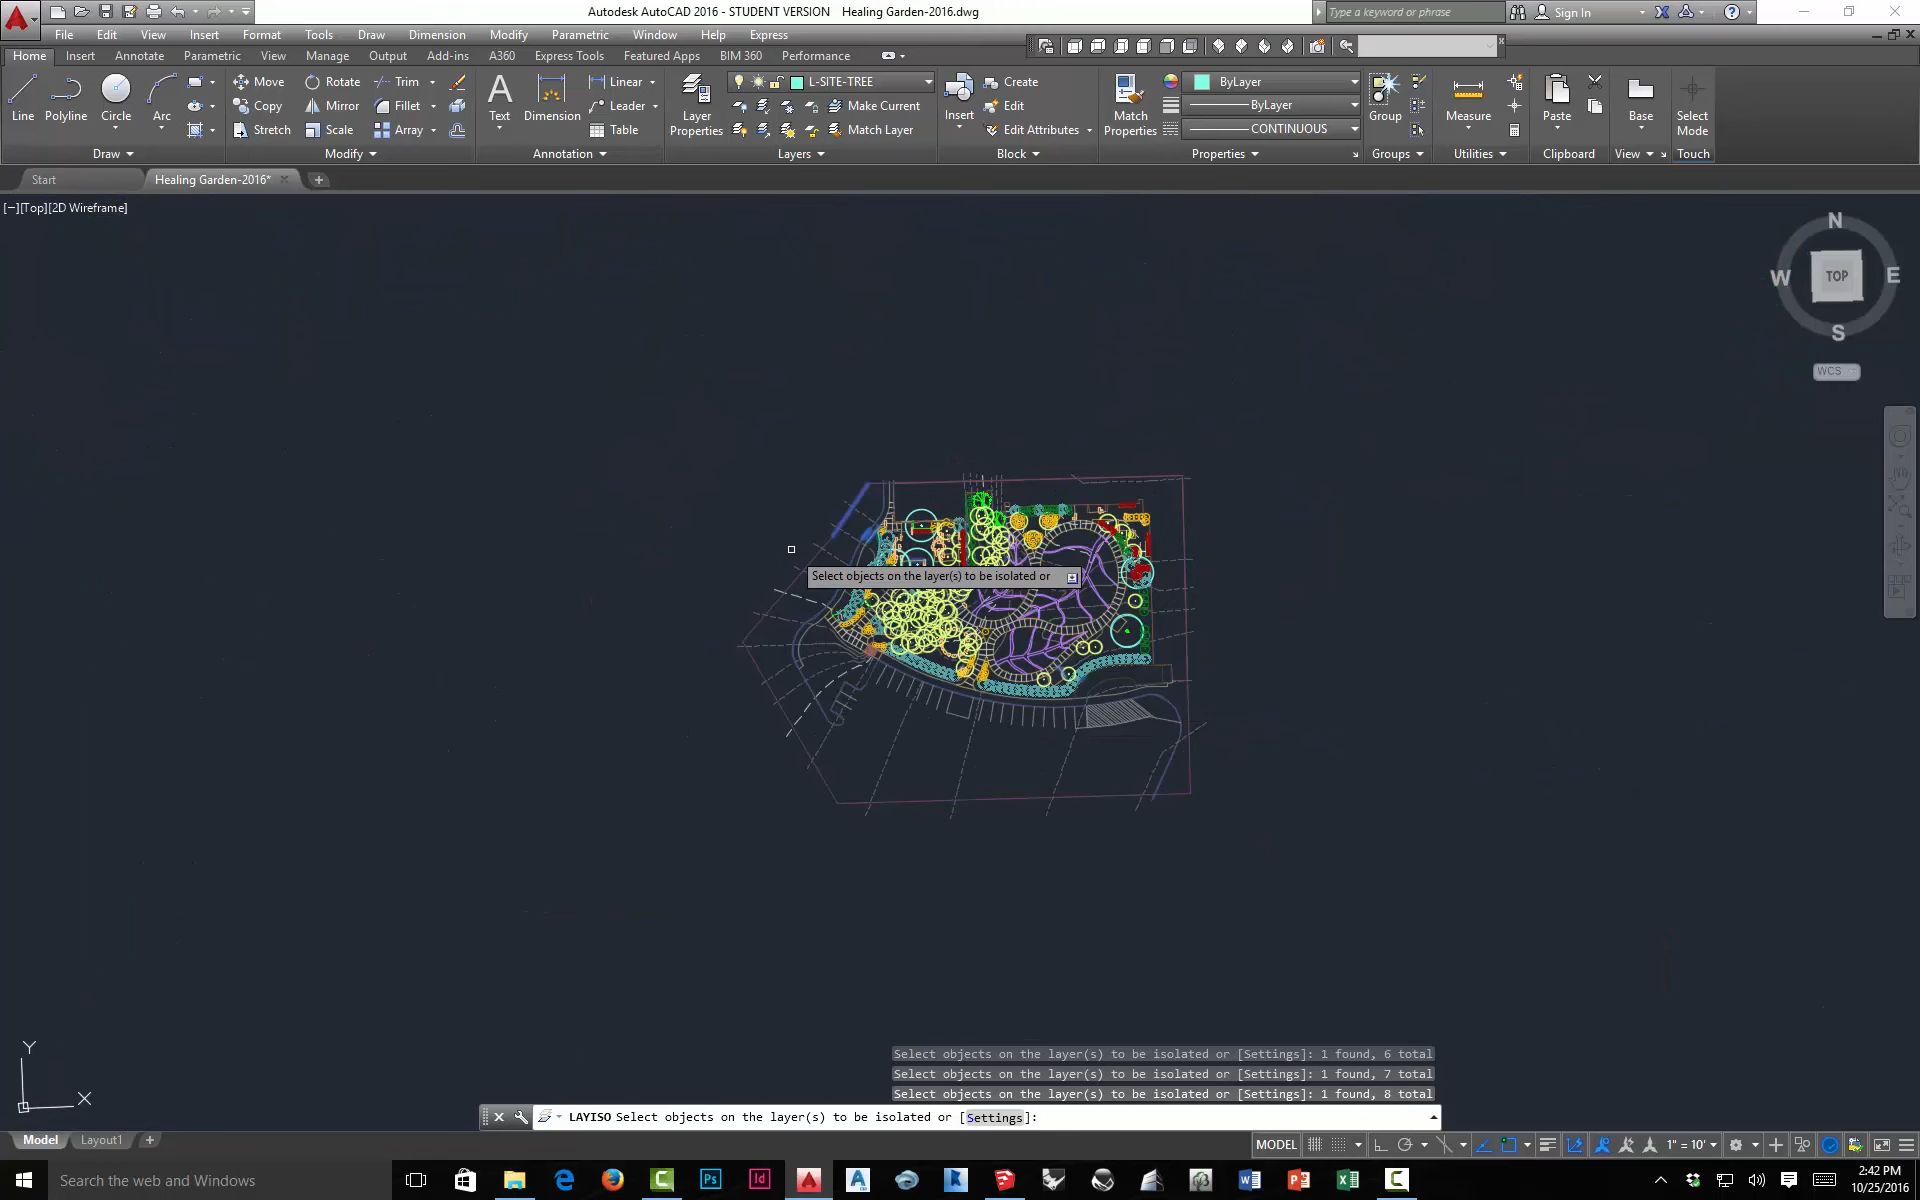 Autodesk AutoCAD 2016 - STUDENT VERSION Healing Garden-2016.dwg
Type a keyword or phrase
Sign In
File Edit View Insert Format Tools Draw Dimension Modify Parametric Window Help Express
Home Insert Annotate Parametric View Manage Output Add-ins A360 Express Tools Featured Apps BIM 360 Performance
Line Polyline Circle Arc
Draw
Move Rotate Trim
Copy Mirror Fillet
Stretch Scale Array
Modify
Text Dimension
Linear
Leader
Table
Annotation
Layer
Properties
L-SITE-TREE
Make Current
Match Layer
Layers
Insert
Create
Edit
Edit Attributes
Block
Match
Properties
ByLayer
ByLayer
CONTINUOUS
Properties
Group
Groups
Measure
Utilities
Paste
Clipboard
Base
View
Select
Mode
Touch
Start
Healing Garden-2016*
[−][Top][2D Wireframe]
N
W TOP E
S
WCS
Select objects on the layer(s) to be isolated or
Y
X
Select objects on the layer(s) to be isolated or [Settings]: 1 found, 6 total
Select objects on the layer(s) to be isolated or [Settings]: 1 found, 7 total
Select objects on the layer(s) to be isolated or [Settings]: 1 found, 8 total
LAYISO Select objects on the layer(s) to be isolated or [Settings]:
Model Layout1
MODEL 1" = 10'
Search the web and Windows
Ps Id
2:42 PM
10/25/2016